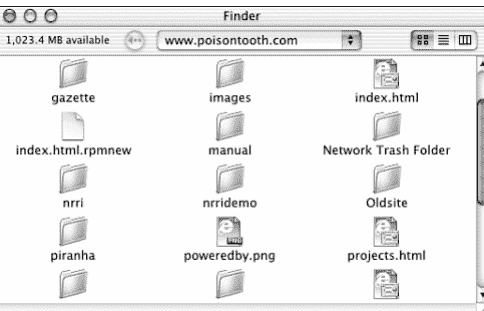 Finder
1,023.4 MB available
www.poisontooth.com
gazette images index.html
index.html.rpmnew manual Network Trash Folder
nrri nrridemo Oldsite
piranha poweredby.png projects.html